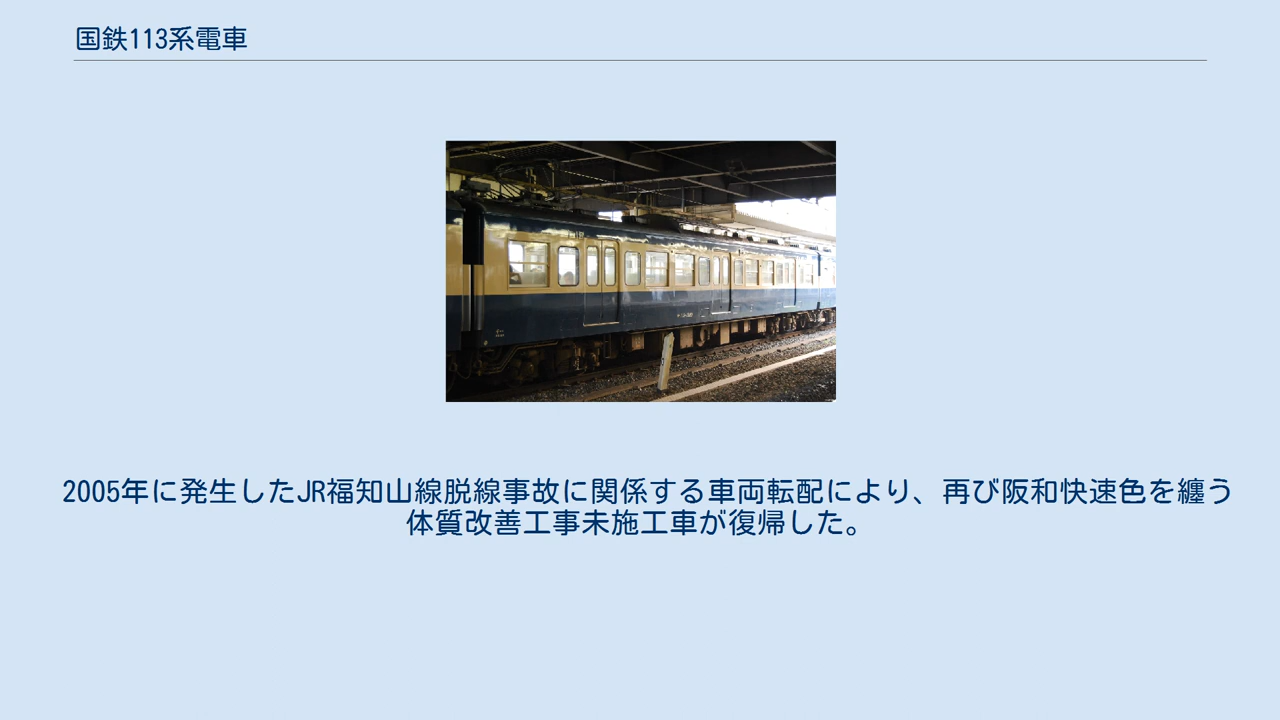 国鉄113系電車
2005年に発生したJR福知山線脱線事故に関係する車両転配により、再び阪和快速色を纏う
体質改善工事未施工車が復帰した。